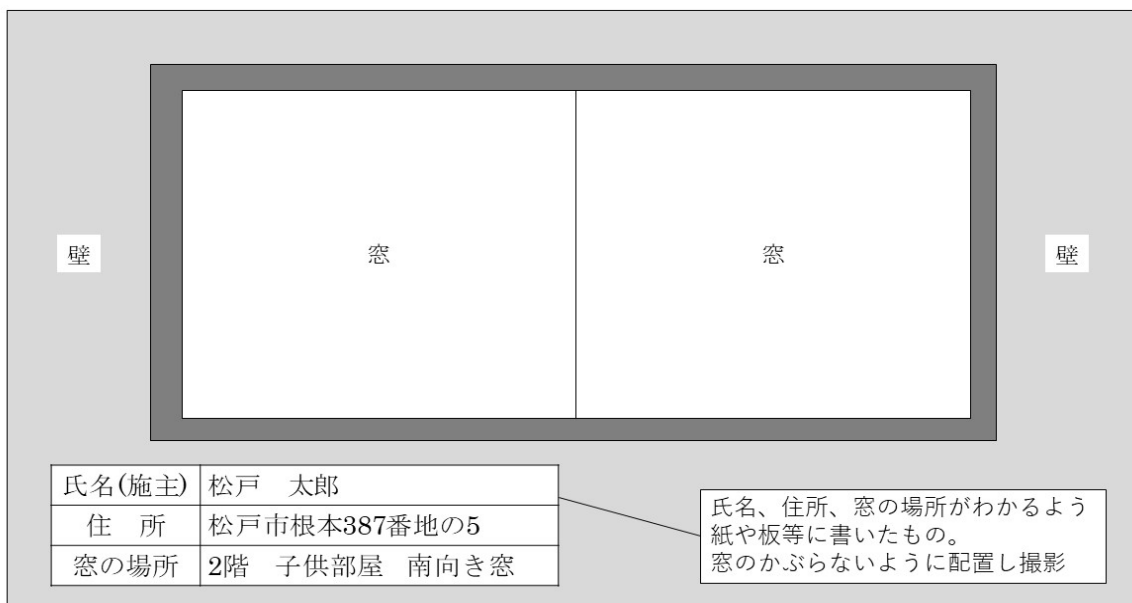 壁
窓
窓
壁
氏名(施主) 松戸　太郎
住　所 松戸市根本387番地の5
窓の場所 2階　子供部屋　南向き窓
氏名、住所、窓の場所がわかるよう
紙や板等に書いたもの。
窓のかぶらないように配置し撮影